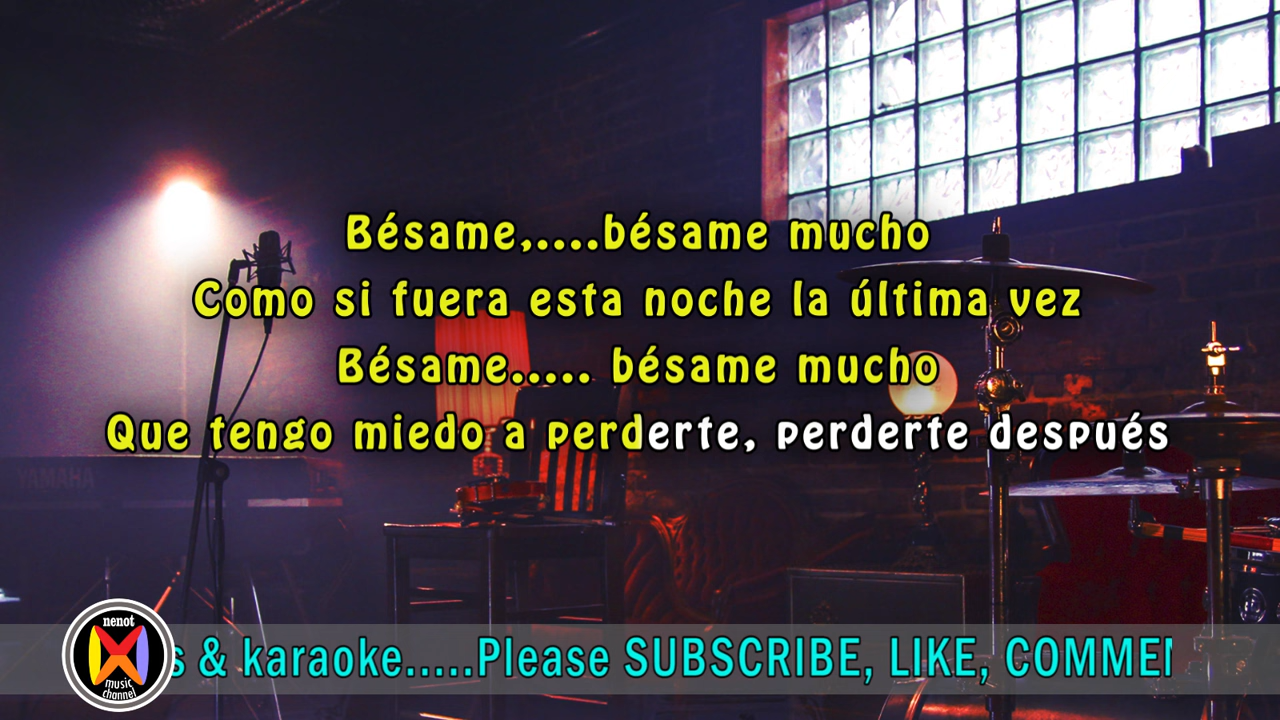 Bésame,....bésame mucho
Como si fuera esta noche la última vez
Bésame..... bésame mucho
Que tengo miedo a perderte, perderte después
YAMAHA
nenot
music
channel
s & karaoke.....Please SUBSCRIBE, LIKE, COMMEN